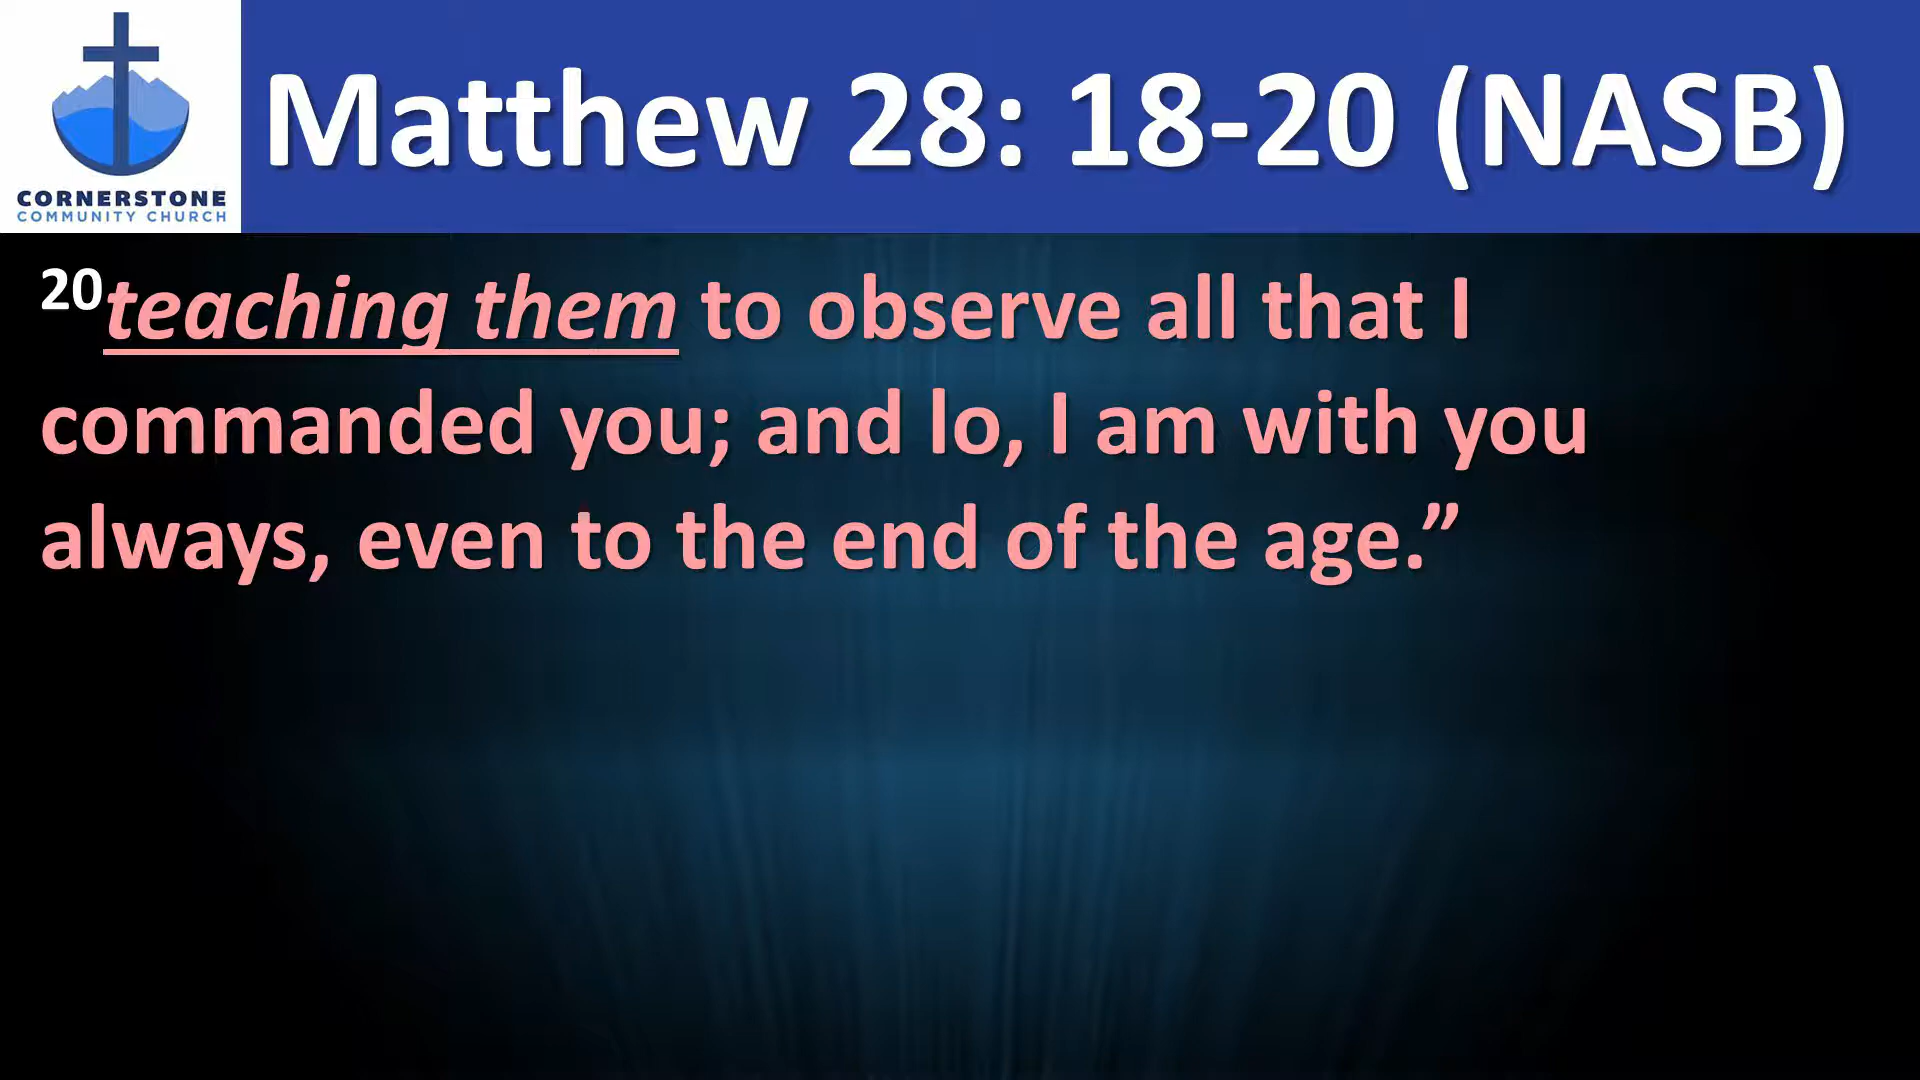 CORNERSTONE
COMMUNITY CHURCH
Matthew 28: 18-20 (NASB)
20teaching them to observe all that I
commanded you; and lo, I am with you
always, even to the end of the age.”